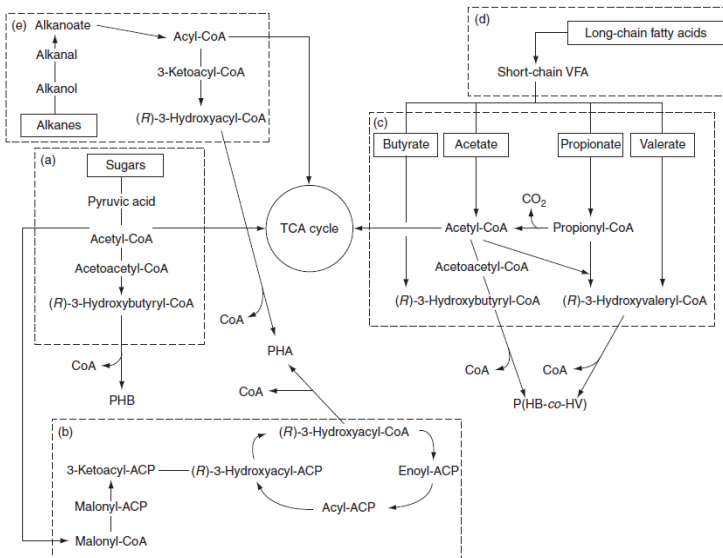 (e)
Alkanoate
Alkanal
Alkanol
Alkanes
Acyl-CoA
3-Ketoacyl-CoA
(R)-3-Hydroxyacyl-CoA
(d)
Long-chain fatty acids
Short-chain VFA
(a)
Sugars
Pyruvic acid
Acetyl-CoA
Acetoacetyl-CoA
(R)-3-Hydroxybutyryl-CoA
CoA
PHB
TCA cycle
CoA
PHA
CoA
(c)
Butyrate
Acetate
Propionate
Valerate
CO2
Acetyl-CoA
Propionyl-CoA
Acetoacetyl-CoA
(R)-3-Hydroxybutyryl-CoA
(R)-3-Hydroxyvaleryl-CoA
CoA
CoA
P(HB-co-HV)
(b)
(R)-3-Hydroxyacyl-CoA
3-Ketoacyl-ACP
(R)-3-Hydroxyacyl-ACP
Enoyl-ACP
Malonyl-ACP
Acyl-ACP
Malonyl-CoA